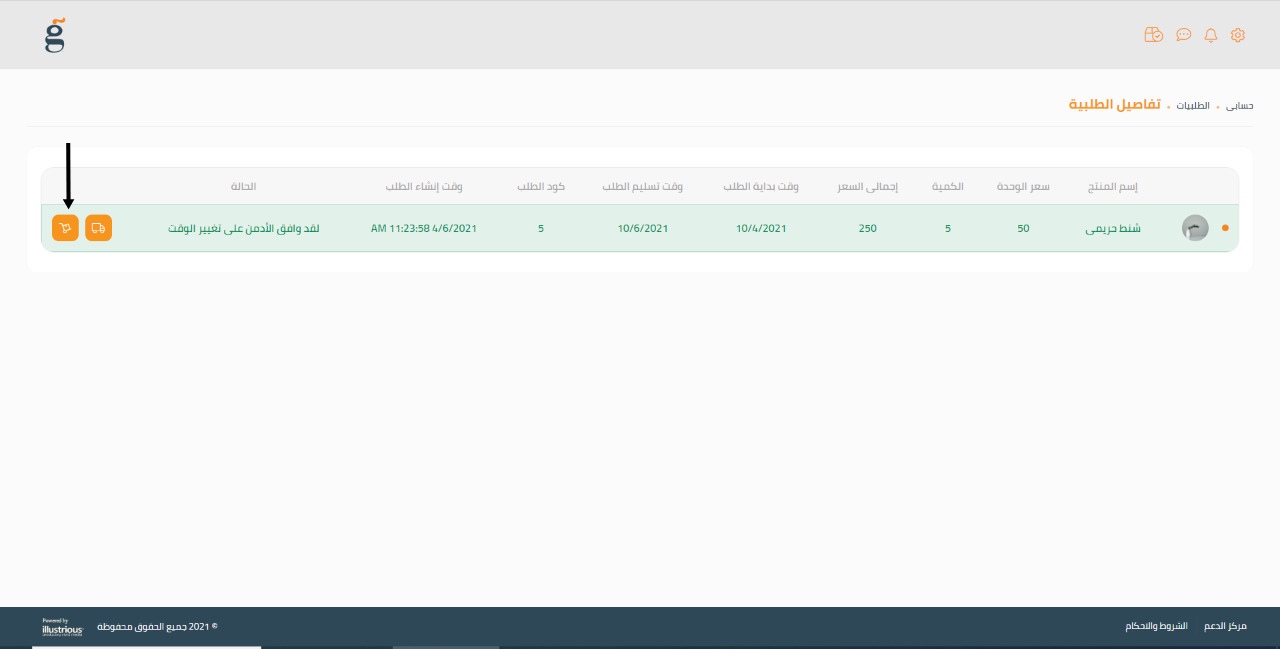 حسابى • الطلبيات • تفاصيل الطلبية
إسم المنتج سعر الوحدة الكمية إجمالى السعر وقت بداية الطلب وقت تسليم الطلب كود الطلب وقت إنشاء الطلب الحالة
شنط حريمى 50 5 250 10/4/2021 10/6/2021 5 4/6/2021 11:23:58 AM لقد وافق الأدمن على تغيير الوقت
مركز الدعم الشروط والاحكام
© 2021 جميع الحقوق محفوظة
Powered by
illustrious